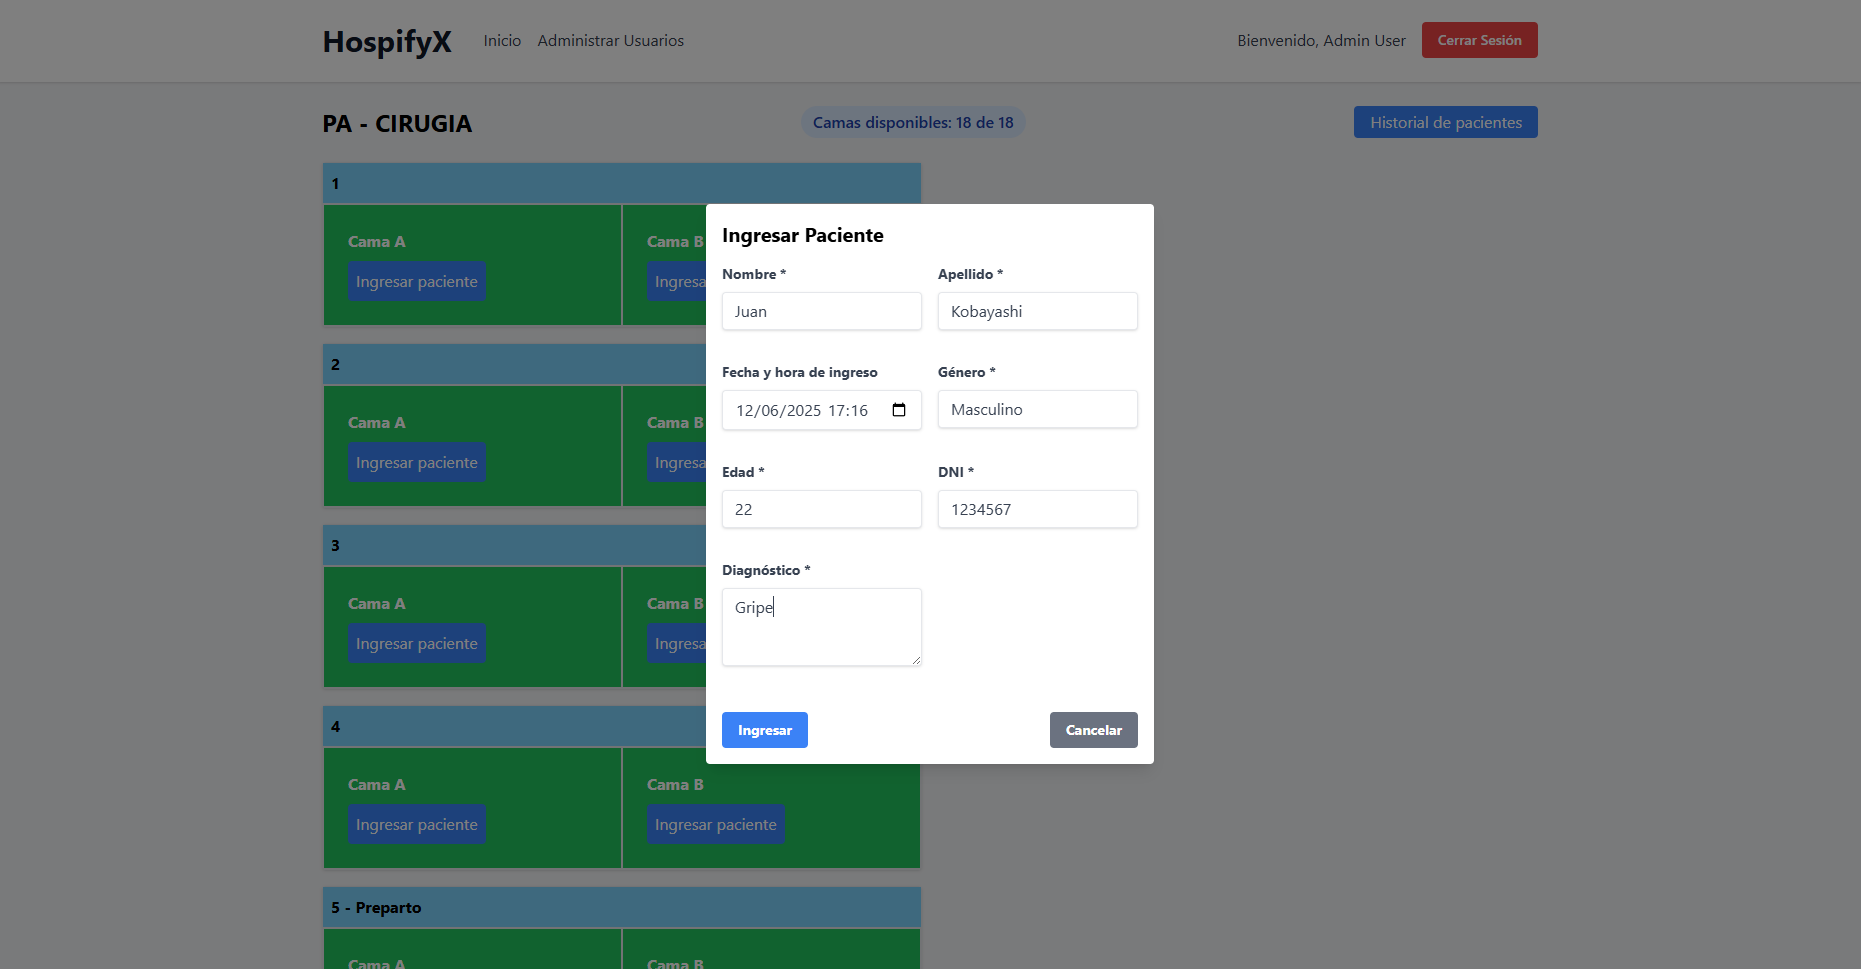 HospifyX Inicio Administrar Usuarios Bienvenido, Admin User Cerrar Sesión
PA - CIRUGIA Camas disponibles: 18 de 18 Historial de pacientes
1
Cama A Cama B
Ingresar paciente Ingresa
2
Cama A Cama B
Ingresar paciente Ingresa
3
Cama A Cama B
Ingresar paciente Ingresa
4
Cama A Cama B
Ingresar paciente Ingresar paciente
5 - Preparto
Cama A Cama B
Ingresar Paciente
Nombre * Apellido *
Juan Kobayashi
Fecha y hora de ingreso Género *
12/06/2025 17:16 Masculino
Edad * DNI *
22 1234567
Diagnóstico *
Gripe
Ingresar Cancelar